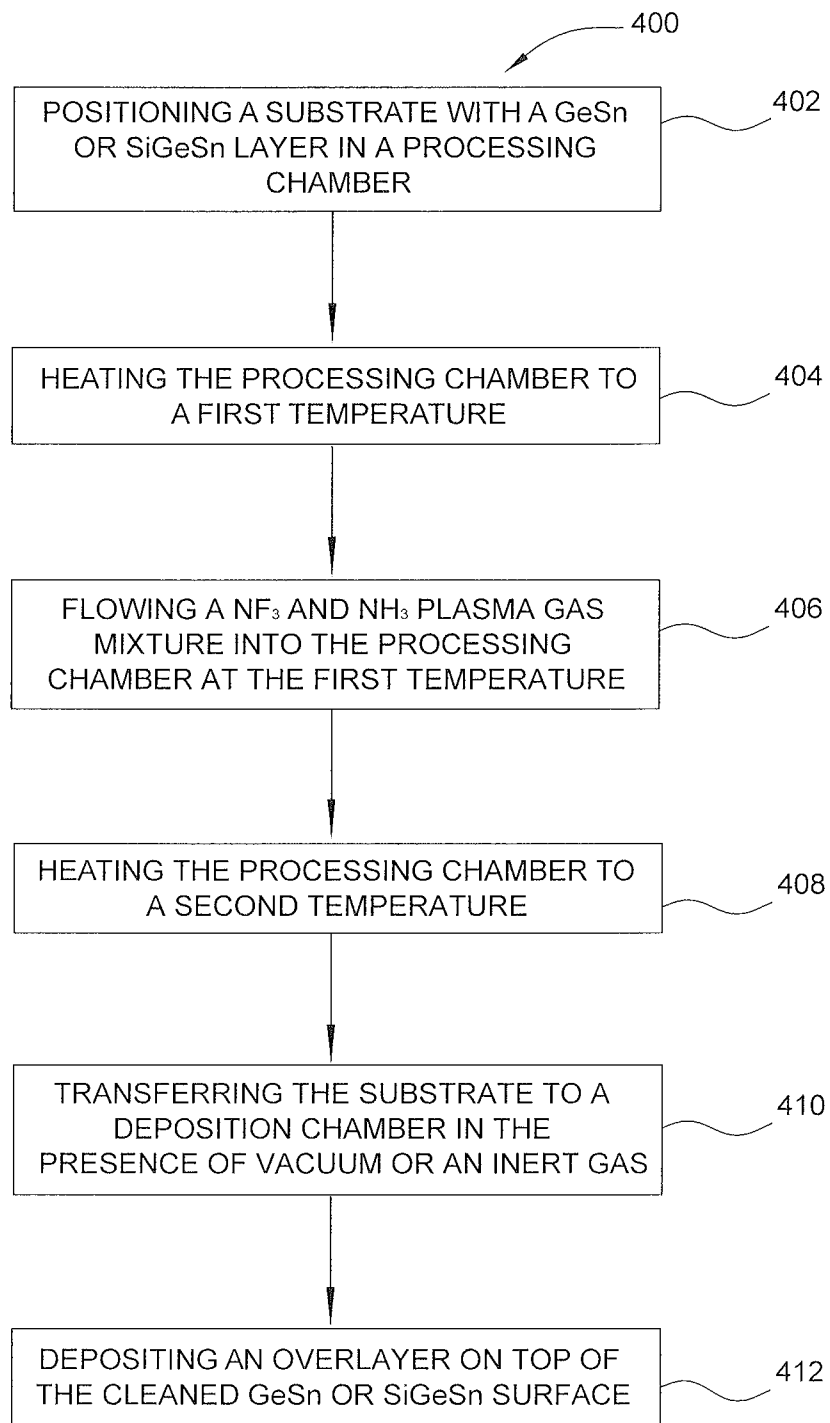 400
POSITIONING A SUBSTRATE WITH A GeSn
OR SiGeSn LAYER IN A PROCESSING
CHAMBER
402
HEATING THE PROCESSING CHAMBER TO
A FIRST TEMPERATURE
404
FLOWING A NF₃ AND NH₃ PLASMA GAS
MIXTURE INTO THE PROCESSING
CHAMBER AT THE FIRST TEMPERATURE
406
HEATING THE PROCESSING CHAMBER TO
A SECOND TEMPERATURE
408
TRANSFERRING THE SUBSTRATE TO A
DEPOSITION CHAMBER IN THE
PRESENCE OF VACUUM OR AN INERT GAS
410
DEPOSITING AN OVERLAYER ON TOP OF
THE CLEANED GeSn OR SiGeSn SURFACE
412